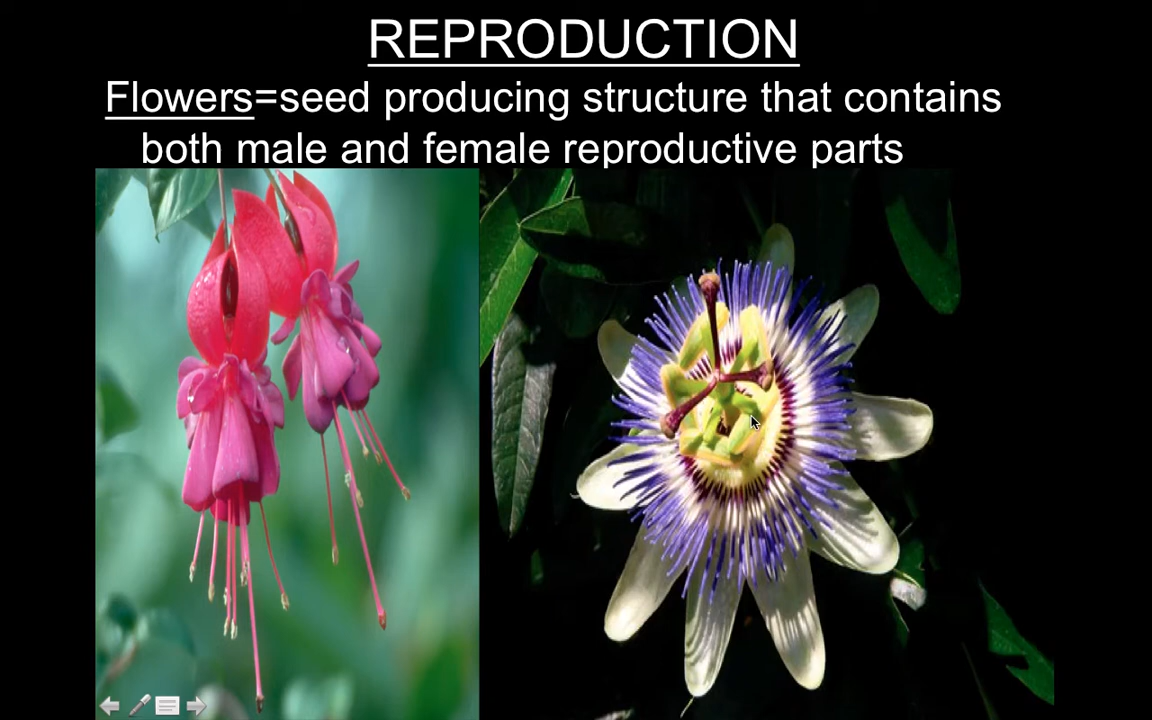 REPRODUCTION
Flowers=seed producing structure that contains
both male and female reproductive parts